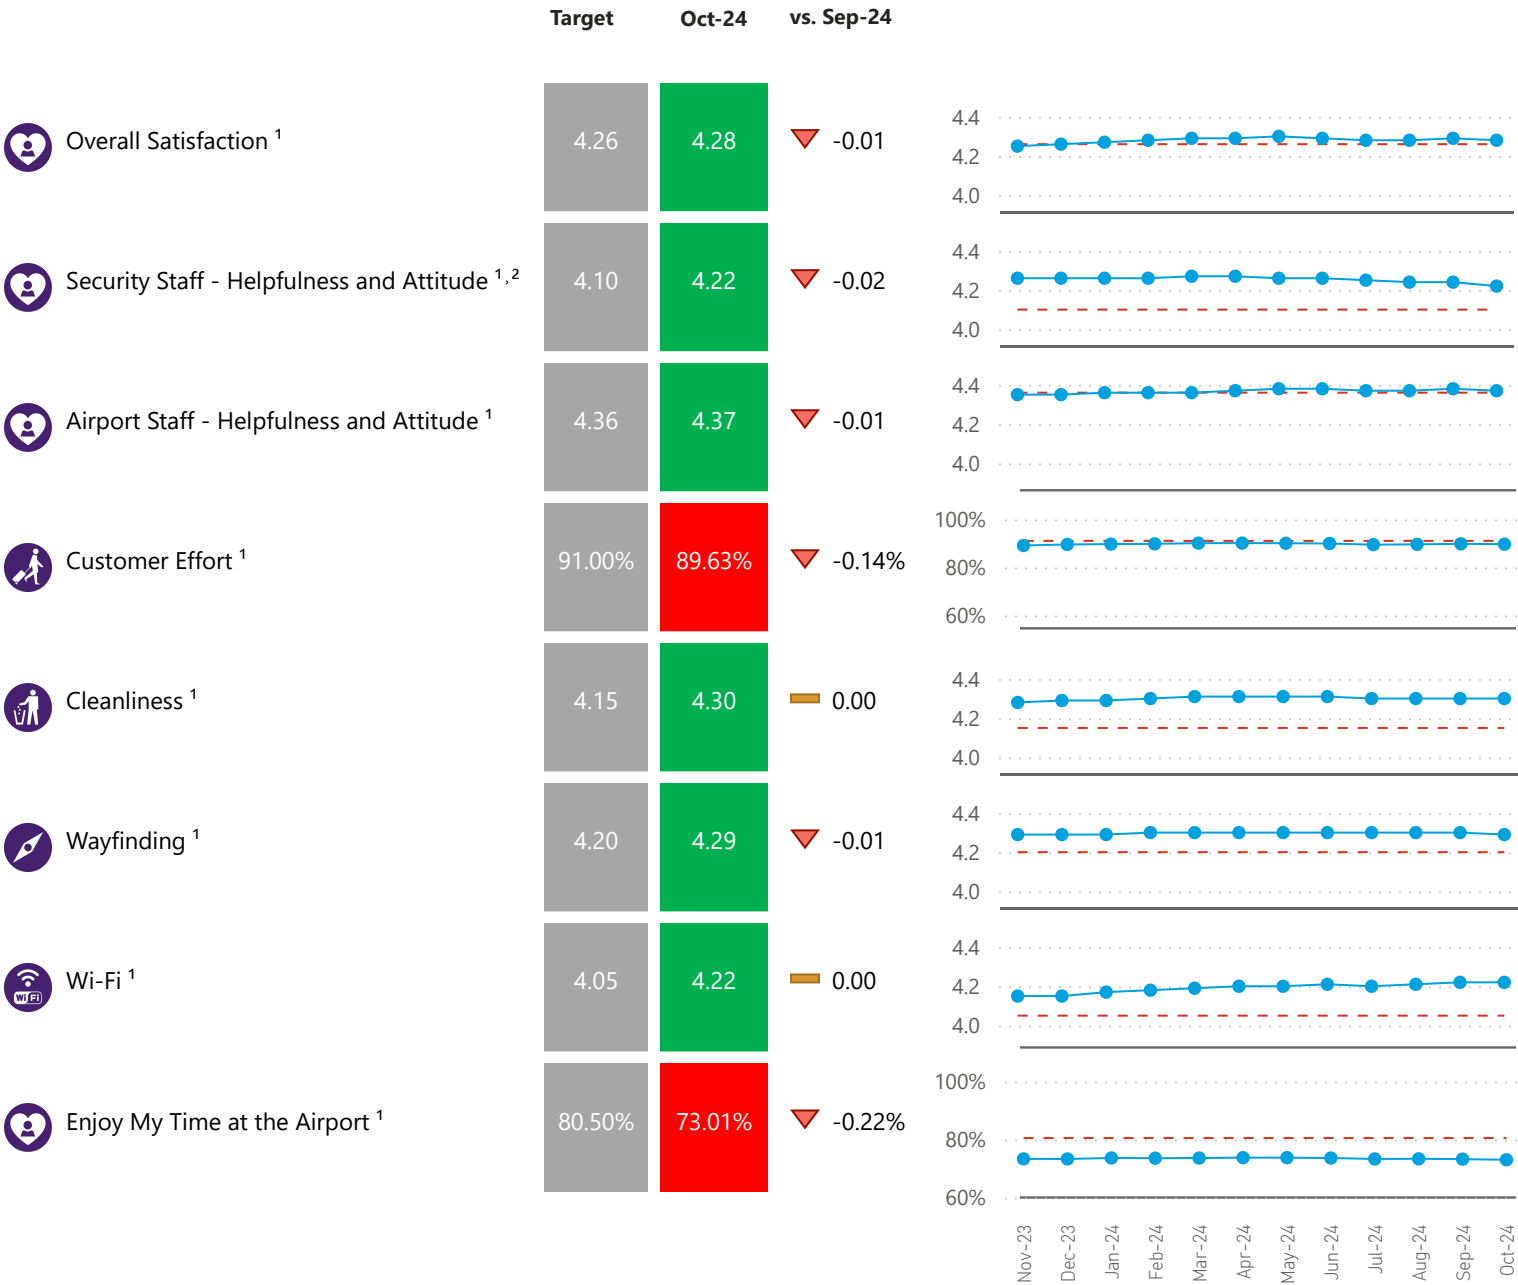 Target Oct-24 vs. Sep-24
Overall Satisfaction ¹ 4.26 4.28 -0.01
4.4
4.2
4.0
Security Staff - Helpfulness and Attitude ¹˒² 4.10 4.22 -0.02
4.4
4.2
4.0
Airport Staff - Helpfulness and Attitude ¹ 4.36 4.37 -0.01
4.4
4.2
4.0
Customer Effort ¹ 91.00% 89.63% -0.14%
100%
80%
60%
Cleanliness ¹ 4.15 4.30 0.00
4.4
4.2
4.0
Wayfinding ¹ 4.20 4.29 -0.01
4.4
4.2
4.0
WiFi
Wi-Fi ¹ 4.05 4.22 0.00
4.4
4.2
4.0
Enjoy My Time at the Airport ¹ 80.50% 73.01% -0.22%
100%
80%
60%
Nov-23 Dec-23 Jan-24 Feb-24 Mar-24 Apr-24 May-24 Jun-24 Jul-24 Aug-24 Sep-24 Oct-24